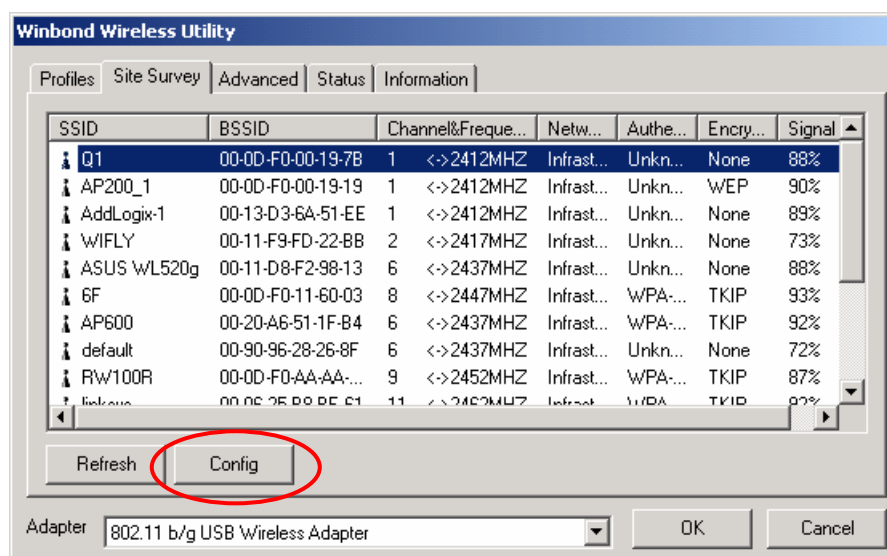 Winbond Wireless Utility
Profiles Site Survey Advanced Status Information
SSID BSSID Channel&Freque... Netw... Authe... Encry... Signal
Q1 00-0D-F0-00-19-7B 1 <->2412MHZ Infrast... Unkn... None 88%
AP200_1 00-0D-F0-00-19-19 1 <->2412MHZ Infrast... Unkn... WEP 90%
AddLogix-1 00-13-D3-6A-51-EE 1 <->2412MHZ Infrast... Unkn... None 89%
WIFLY 00-11-F9-FD-22-BB 2 <->2417MHZ Infrast... Unkn... None 73%
ASUS WL520g 00-11-D8-F2-98-13 6 <->2437MHZ Infrast... Unkn... None 88%
6F 00-0D-F0-11-60-03 8 <->2447MHZ Infrast... WPA-... TKIP 93%
AP600 00-20-A6-51-1F-B4 6 <->2437MHZ Infrast... WPA-... TKIP 92%
default 00-90-96-28-26-8F 6 <->2437MHZ Infrast... Unkn... None 72%
RW100R 00-0D-F0-AA-AA-... 9 <->2452MHZ Infrast... WPA-... TKIP 87%
11 <->2462MHZ Infrast... WPA-... TKIP
Refresh Config
Adapter 802.11 b/g USB Wireless Adapter OK Cancel